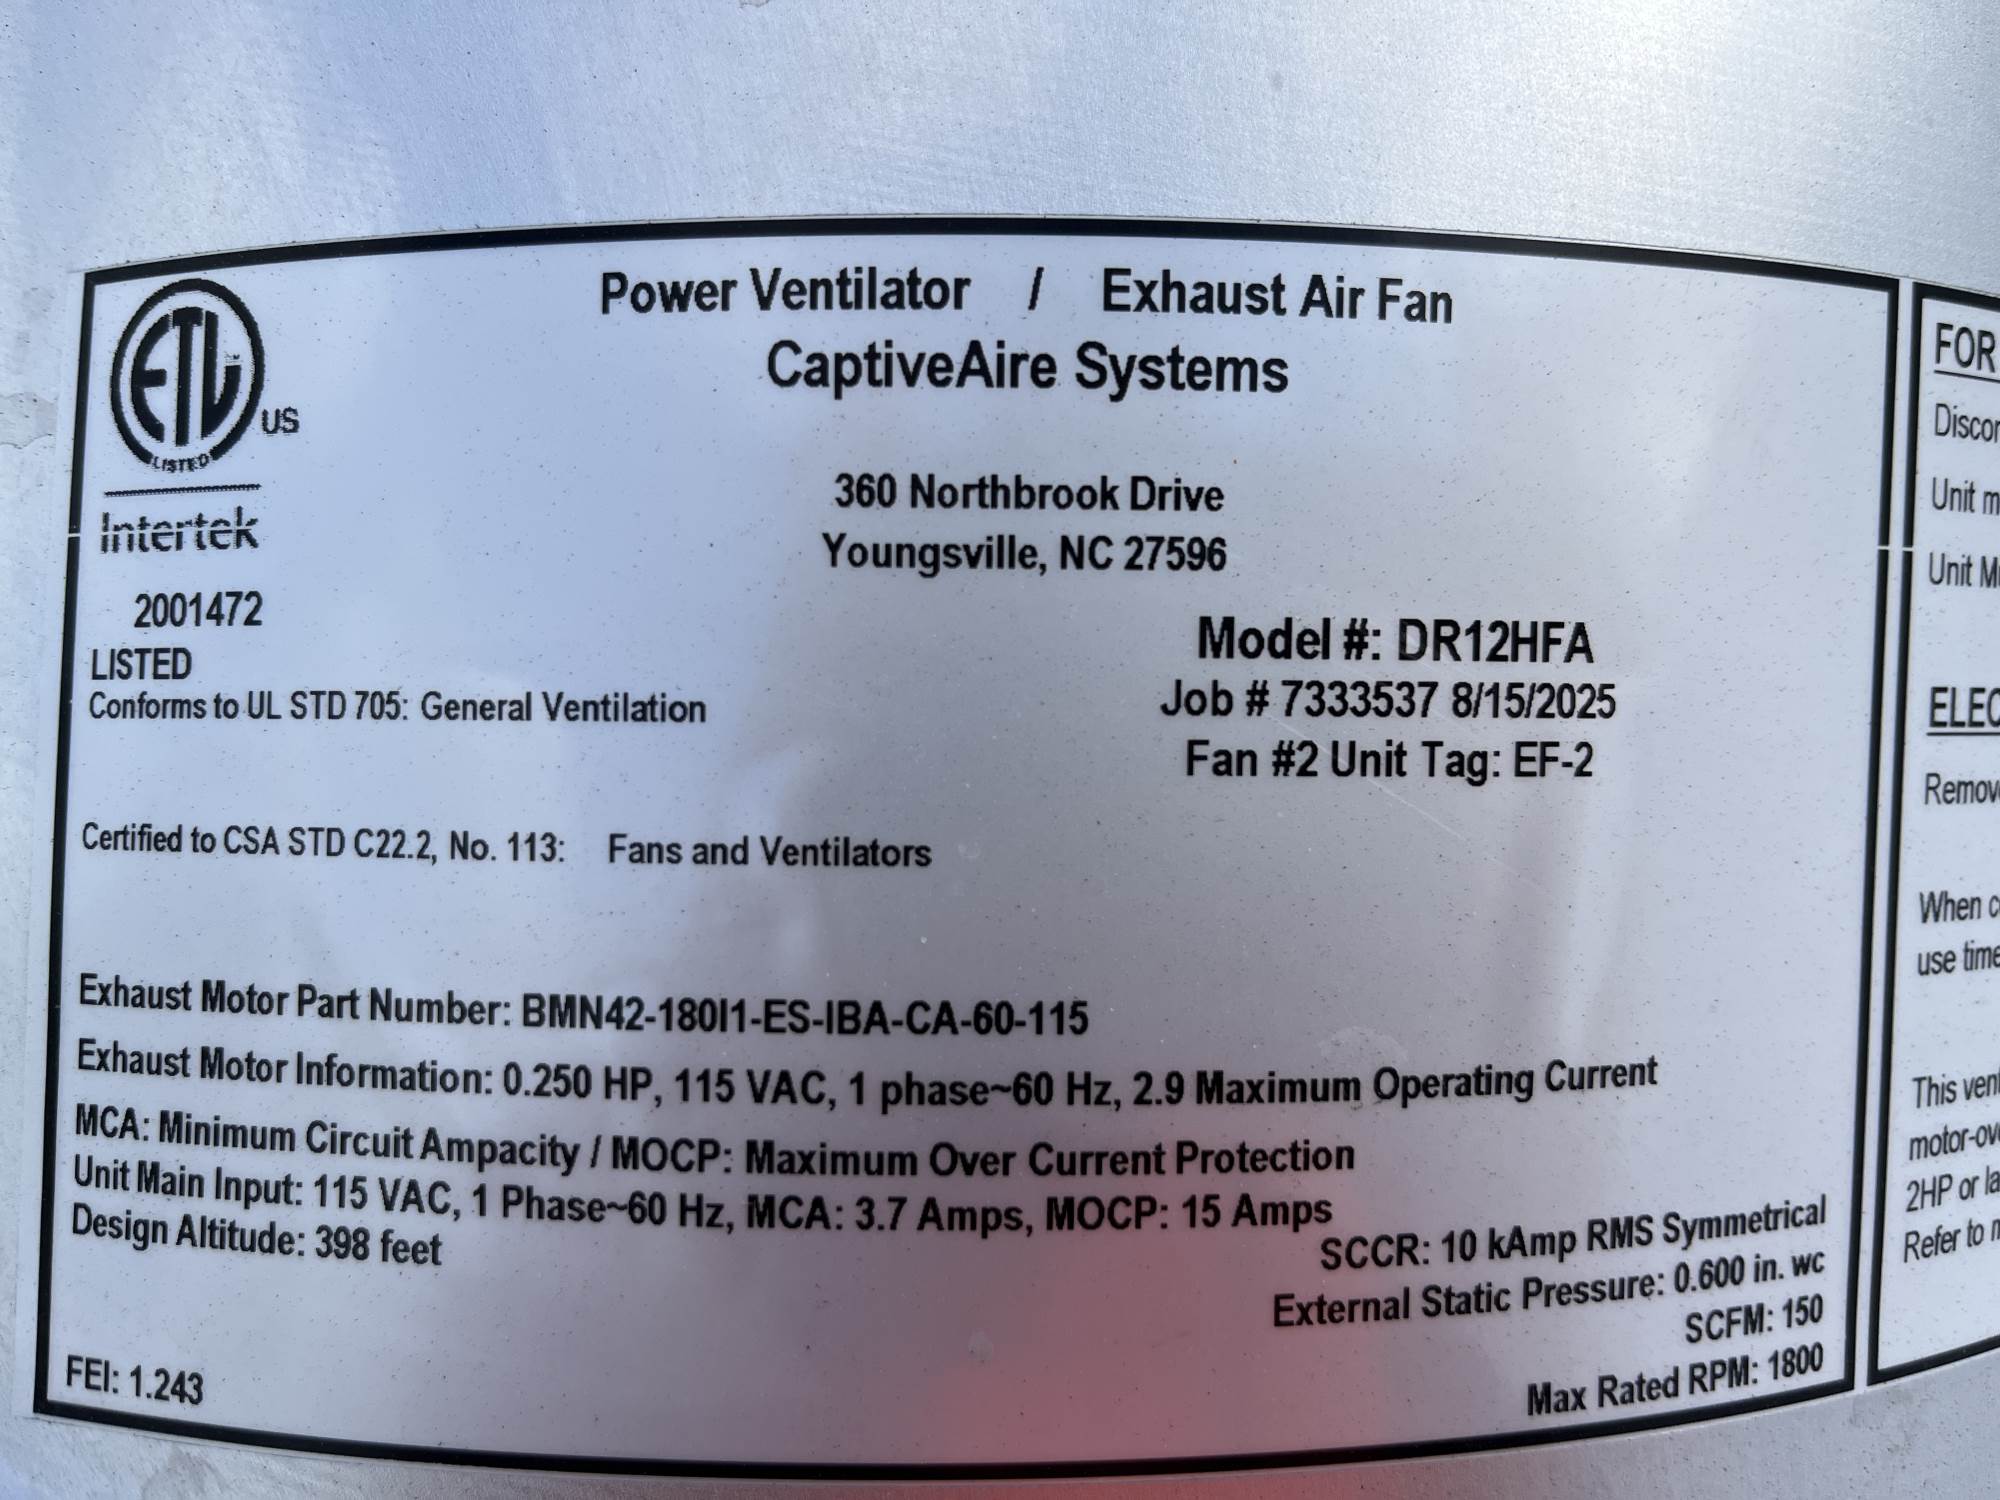 Power Ventilator / Exhaust Air Fan
CaptiveAire Systems
ETL
US
LISTED
Intertek
2001472
LISTED
Conforms to UL STD 705: General Ventilation
360 Northbrook Drive
Youngsville, NC 27596
Model #: DR12HFA
Job # 7333537 8/15/2025
Fan #2 Unit Tag: EF-2
Certified to CSA STD C22.2, No. 113: Fans and Ventilators
Exhaust Motor Part Number: BMN42-180I1-ES-IBA-CA-60-115
Exhaust Motor Information: 0.250 HP, 115 VAC, 1 phase~60 Hz, 2.9 Maximum Operating Current
MCA: Minimum Circuit Ampacity / MOCP: Maximum Over Current Protection
Unit Main Input: 115 VAC, 1 Phase~60 Hz, MCA: 3.7 Amps, MOCP: 15 Amps
Design Altitude: 398 feet
SCCR: 10 kAmp RMS Symmetrical
External Static Pressure: 0.600 in. wc
SCFM: 150
Max Rated RPM: 1800
FEI: 1.243
FOR
Unit
Unit
When
use
This
2HP or
Refer to